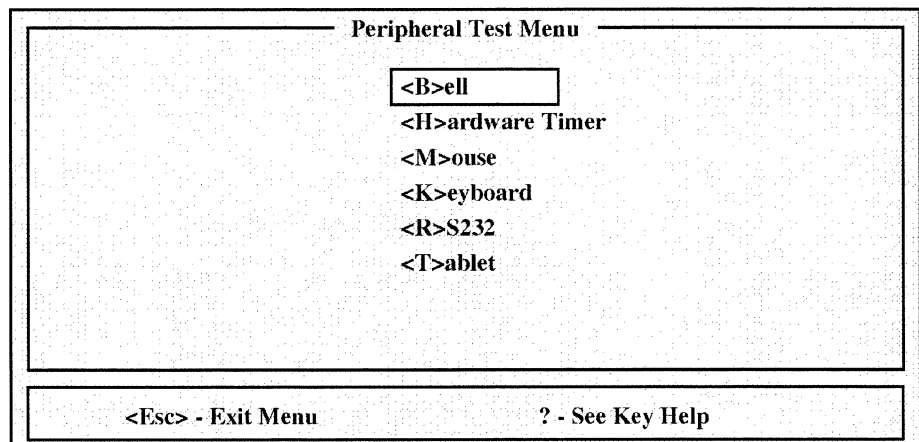 Peripheral Test Menu
<B>ell
<H>ardware Timer
<M>ouse
<K>eyboard
<R>S232
<T>ablet
<Esc> - Exit Menu ? - See Key Help